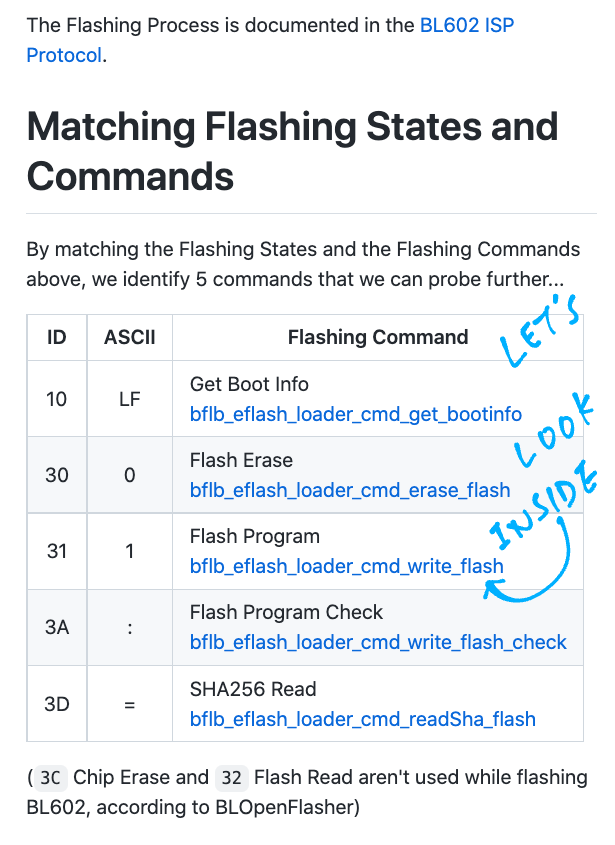 The Flashing Process is documented in the BL602 ISP
Protocol.
Matching Flashing States and
Commands
By matching the Flashing States and the Flashing Commands
above, we identify 5 commands that we can probe further...
ID ASCII Flashing Command
10 LF Get Boot Info
bflb_eflash_loader_cmd_get_bootinfo
30 0 Flash Erase
bflb_eflash_loader_cmd_erase_flash
31 1 Flash Program
bflb_eflash_loader_cmd_write_flash
3A : Flash Program Check
bflb_eflash_loader_cmd_write_flash_check
3D = SHA256 Read
bflb_eflash_loader_cmd_readSha_flash
LET'S
LOOK
INSIDE
(3C Chip Erase and 32 Flash Read aren't used while flashing
BL602, according to BLOpenFlasher)